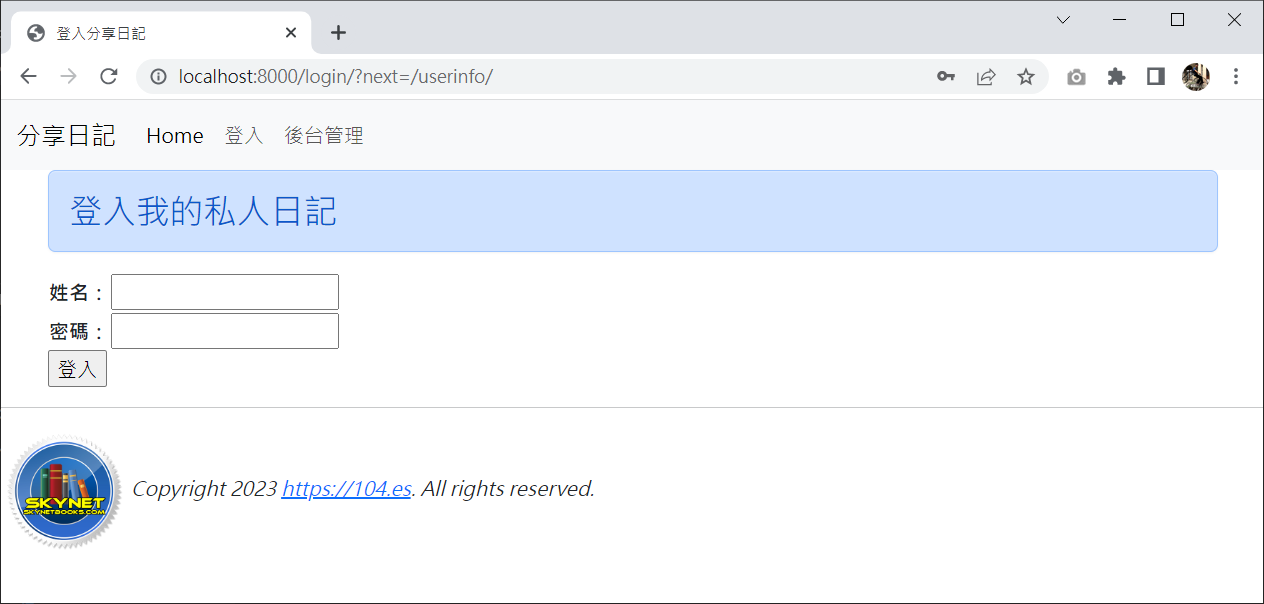 登入分享日記
localhost:8000/login/?next=/userinfo/
分享日記 Home 登入 後台管理
登入我的私人日記
姓名：
密碼：
登入
SKYNET
SKYNETBOOKS.COM
Copyright 2023 https://104.es. All rights reserved.